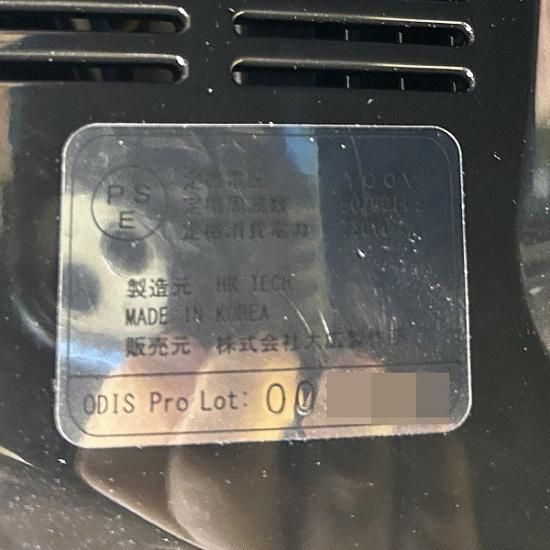 PS
E
定格電圧 100V
定格周波数 50/60Hz
定格消費電力
製造元 HR TECH
MADE IN KOREA
販売元 株式会社大広製作所
ODIS Pro Lot: 00